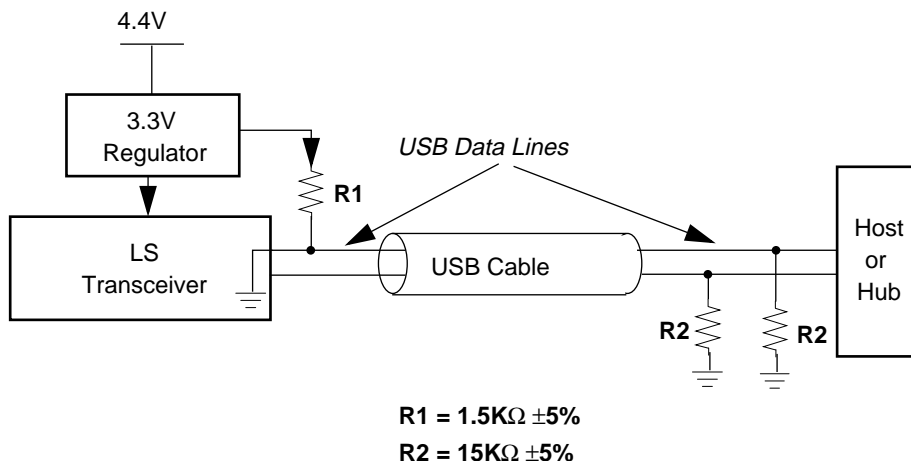 4.4V
3.3V
Regulator
R1
USB Data Lines
LS
Transceiver
USB Cable
Host
or
Hub
R2
R2
R1 = 1.5KΩ ±5%
R2 = 15KΩ ±5%